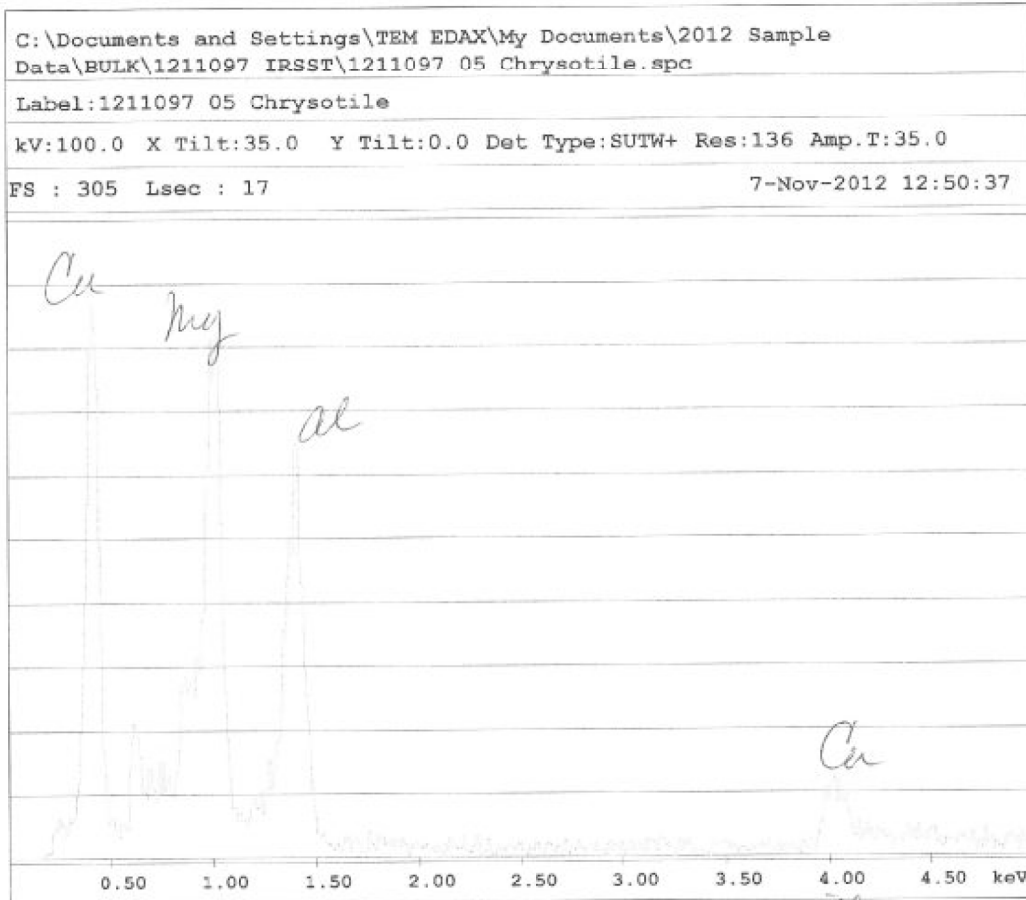 C:\Documents and Settings\TEM EDAX\My Documents\2012 Sample
Data\BULK\1211097 IRSST\1211097 05 Chrysotile.spc
Label:1211097 05 Chrysotile
kV:100.0 X Tilt:35.0 Y Tilt:0.0 Det Type:SUTW+ Res:136 Amp.T:35.0
FS : 305 Lsec : 17 7-Nov-2012 12:50:37
Cu
Mg
al
0.50 1.00 1.50 2.00 2.50 3.00 3.50 4.00 4.50 keV